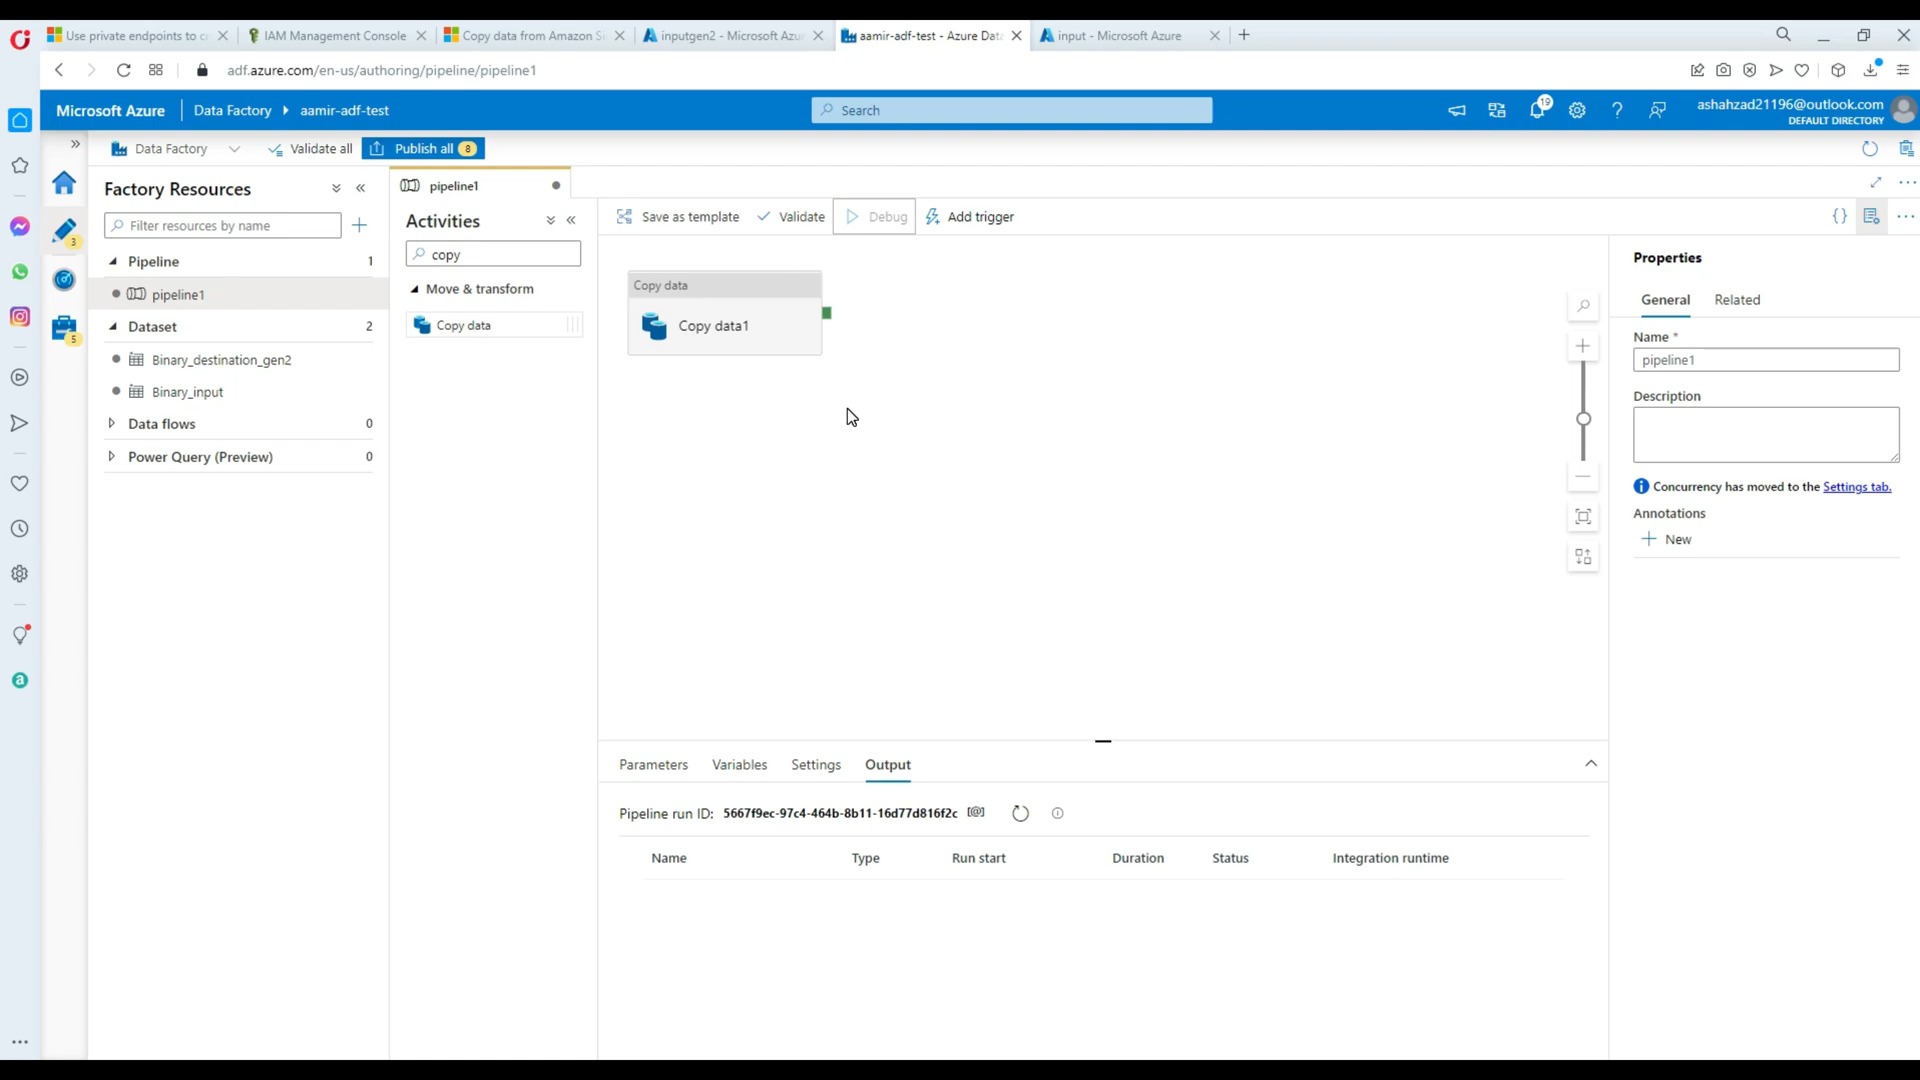 Use private endpoints to c
IAM Management Console
Copy data from Amazon S
inputgen2 - Microsoft Azur
aamir-adf-test - Azure Data
input - Microsoft Azure
adf.azure.com/en-us/authoring/pipeline/pipeline1
Microsoft Azure
Data Factory
aamir-adf-test
Search
19
ashahzad21196@outlook.com
DEFAULT DIRECTORY
Data Factory
Validate all
Publish all 8
Factory Resources
pipeline1
Filter resources by name
Activities
Save as template
Validate
Debug
Add trigger
3
copy
Pipeline 1
Move & transform
pipeline1
Copy data
Dataset 2
5
Binary_destination_gen2
Binary_input
Data flows 0
Power Query (Preview) 0
Copy data
Copy data1
Properties
General
Related
Name *
pipeline1
Description
Concurrency has moved to the Settings tab.
Annotations
New
Parameters
Variables
Settings
Output
Pipeline run ID: 5667f9ec-97c4-464b-8b11-16d77d816f2c [@]
Name
Type
Run start
Duration
Status
Integration runtime
a